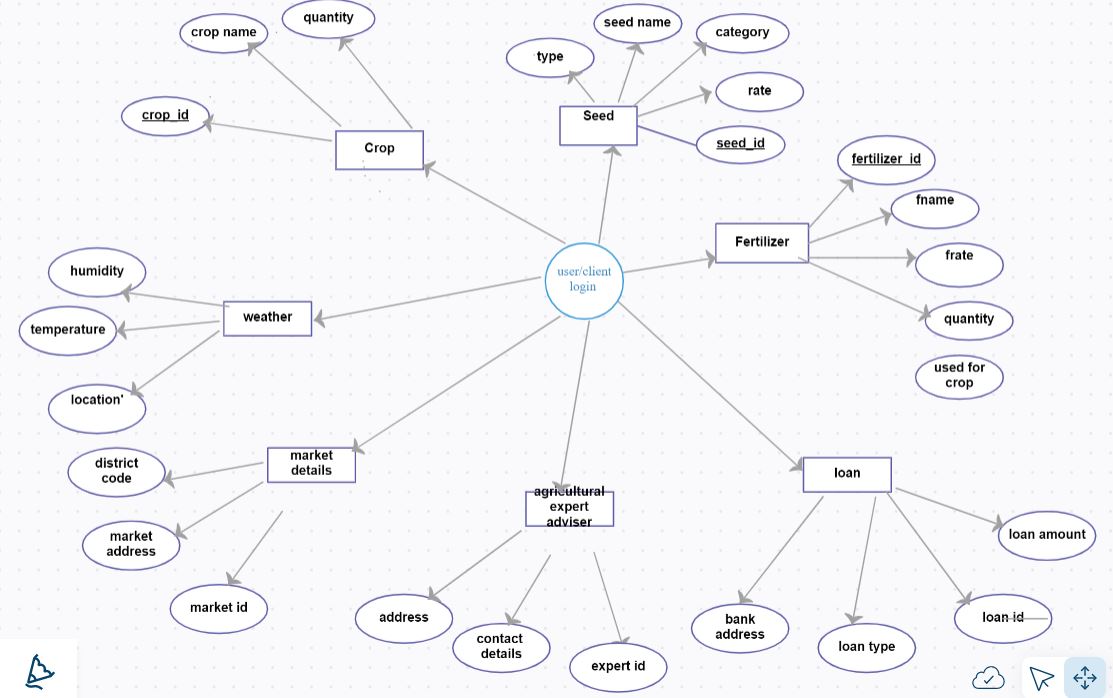 crop name
quantity
crop_id
Crop
type
seed name
category
rate
seed_id
Seed
fertilizer_id
fname
frate
quantity
used for
crop
Fertilizer
user/client
login
humidity
temperature
location'
weather
market
details
district
code
market
address
market id
agricultural
expert
adviser
address
contact
details
expert id
loan
bank
address
loan type
loan id
loan amount